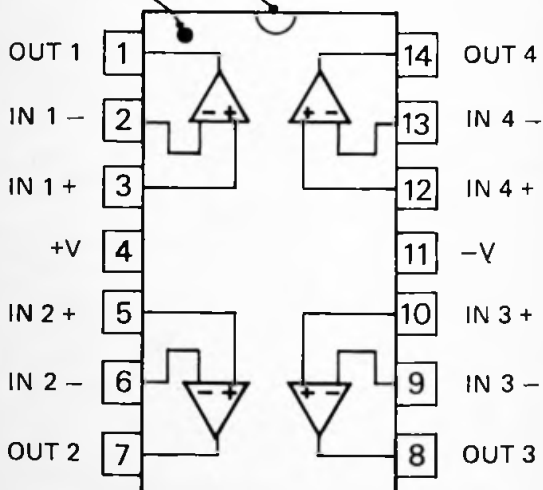 OUT 1 1 14 OUT 4
IN 1 – 2 – + + – 13 IN 4 –
IN 1 + 3 12 IN 4 +
+V 4 11 –V
IN 2 + 5 10 IN 3 +
IN 2 – 6 – + + – 9 IN 3 –
OUT 2 7 8 OUT 3